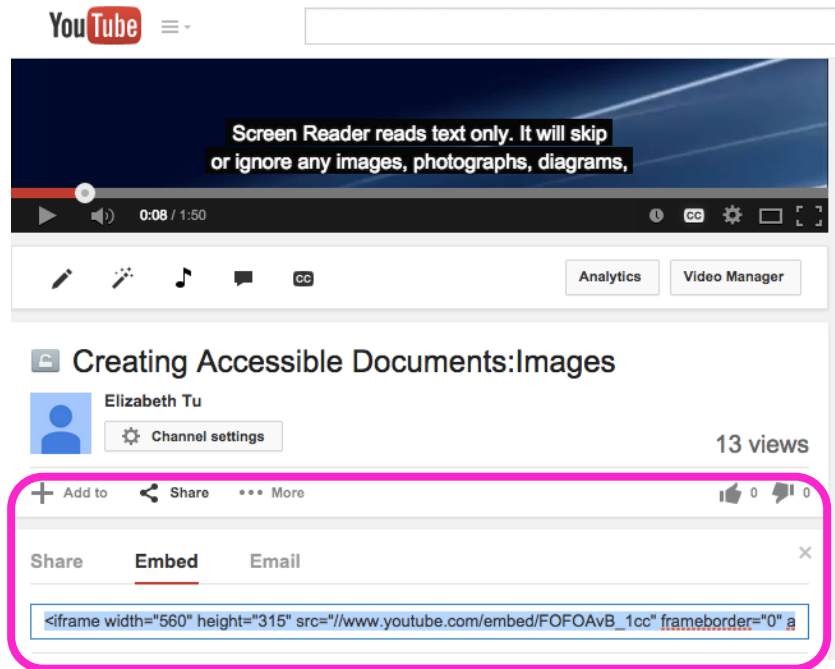 YouTube
Screen Reader reads text only. It will skip
or ignore any images, photographs, diagrams,
0:08 / 1:50
CC
CC
Analytics
Video Manager
Creating Accessible Documents:Images
Elizabeth Tu
Channel settings
13 views
Add to
Share
More
0
0
Share
Embed
Email
<iframe width="560" height="315" src="//www.youtube.com/embed/FOFOAvB_1cc" frameborder="0" a